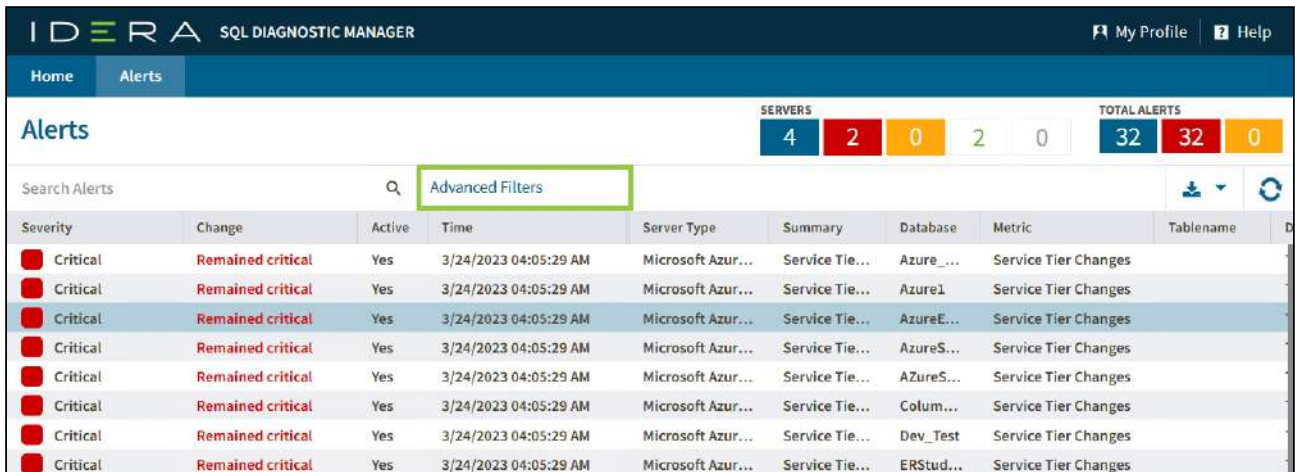 IDERA SQL DIAGNOSTIC MANAGER My Profile ? Help
Home Alerts
Alerts SERVERS 4 2 0 2 0 TOTAL ALERTS 32 32 0
Search Alerts Advanced Filters
Severity Change Active Time Server Type Summary Database Metric Tablename D
Critical Remained critical Yes 3/24/2023 04:05:29 AM Microsoft Azur... Service Tie... Azure_... Service Tier Changes
Critical Remained critical Yes 3/24/2023 04:05:29 AM Microsoft Azur... Service Tie... Azure1 Service Tier Changes
Critical Remained critical Yes 3/24/2023 04:05:29 AM Microsoft Azur... Service Tie... AzureE... Service Tier Changes
Critical Remained critical Yes 3/24/2023 04:05:29 AM Microsoft Azur... Service Tie... AzureS... Service Tier Changes
Critical Remained critical Yes 3/24/2023 04:05:29 AM Microsoft Azur... Service Tie... AZureS... Service Tier Changes
Critical Remained critical Yes 3/24/2023 04:05:29 AM Microsoft Azur... Service Tie... Colum... Service Tier Changes
Critical Remained critical Yes 3/24/2023 04:05:29 AM Microsoft Azur... Service Tie... Dev_Test Service Tier Changes
Critical Remained critical Yes 3/24/2023 04:05:29 AM Microsoft Azur... Service Tie... ERStud... Service Tier Changes